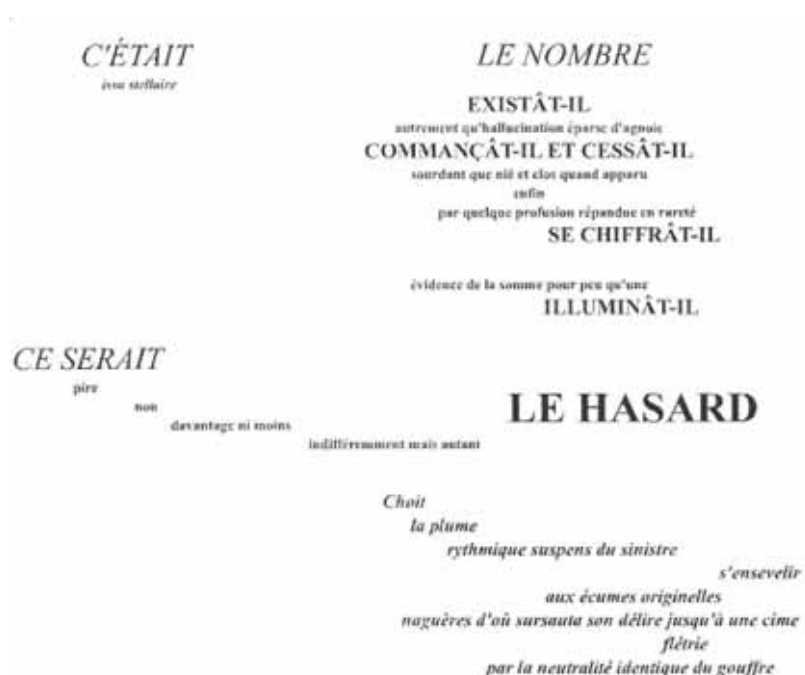 C'ÉTAIT
issu stellaire
LE NOMBRE
EXISTÂT-IL
autrement qu'hallucination éparse d'agonie
COMMANÇÂT-IL ET CESSÂT-IL
sourdant que nié et clos quand apparu
enfin
par quelque profusion répandue en rareté
SE CHIFFRÂT-IL
évidence de la somme pour peu qu'une
ILLUMINÂT-IL
CE SERAIT
pire
non
davantage ni moins
indifféremment mais autant
LE HASARD
Choit
la plume
rythmique suspens du sinistre
s'ensevelir
aux écumes originelles
naguères d'où sursauta son délire jusqu'à une cime
flétrie
par la neutralité identique du gouffre